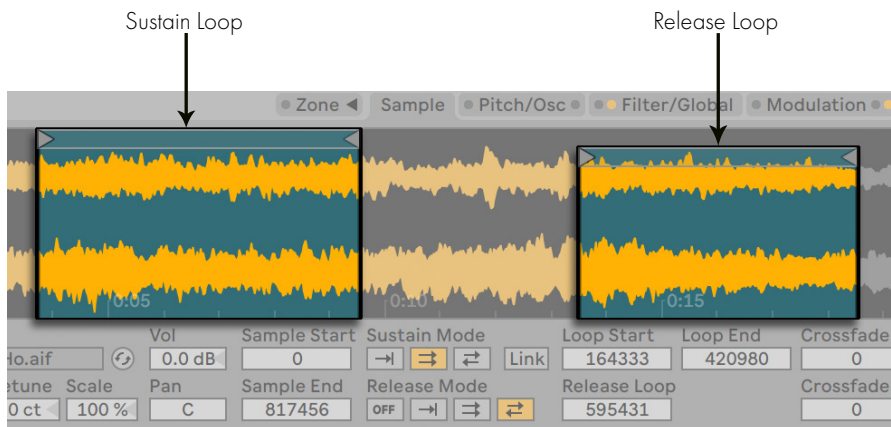 Sustain Loop Release Loop
Zone Sample Pitch/Osc Filter/Global Modulation
0:05 0:10 0:15
Vol Sample Start Sustain Mode Loop Start Loop End Crossfade
Ho.aif 0.0 dB 0 Link 164333 420980 0
etune Scale Pan Sample End Release Mode Release Loop Crossfade
0 ct 100 % C 817456 OFF 595431 0